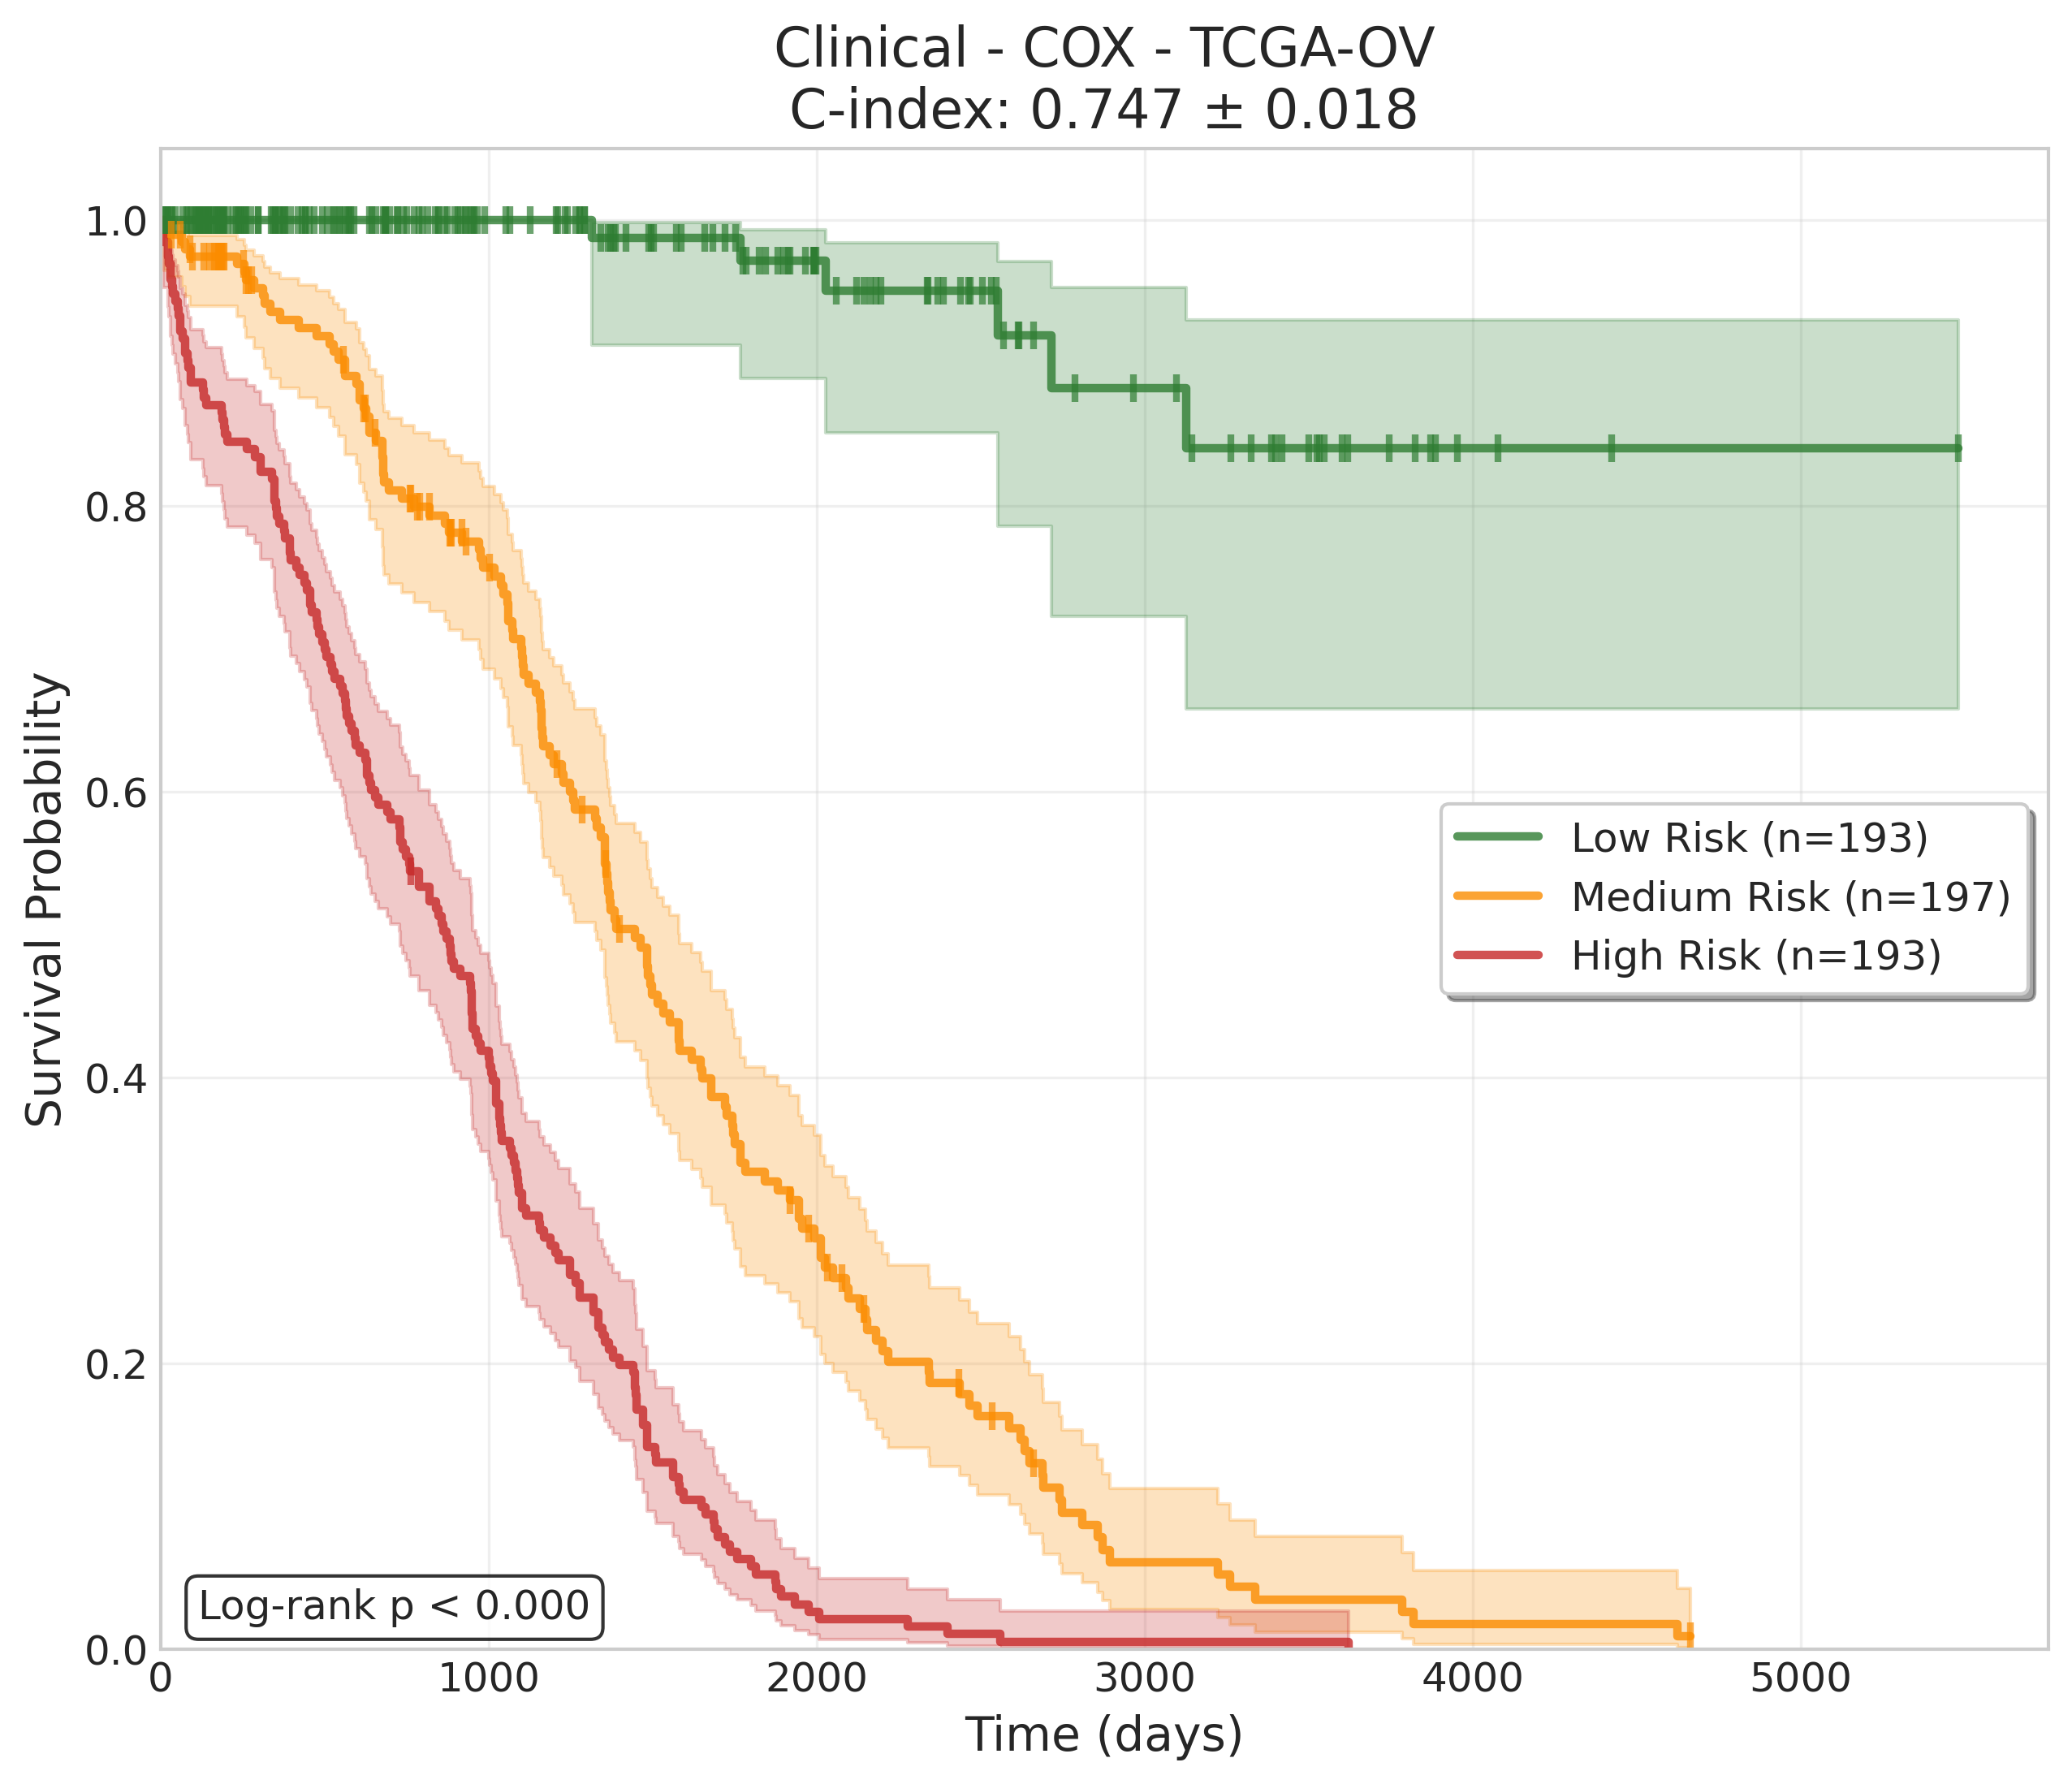 Clinical - COX - TCGA-OV
C-index: 0.747 ± 0.018
Survival Probability
1.0
0.8
0.6
0.4
0.2
0.0
Low Risk (n=193)
Medium Risk (n=197)
High Risk (n=193)
Log-rank p < 0.000
0 1000 2000 3000 4000 5000
Time (days)